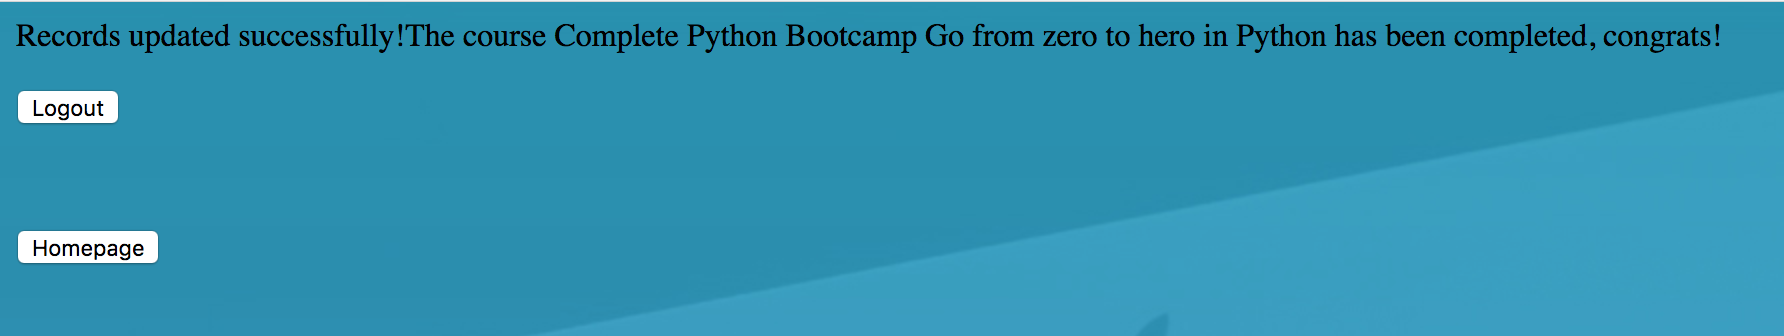 Records updated successfully!The course Complete Python Bootcamp Go from zero to hero in Python has been completed, congrats!
Logout
Homepage